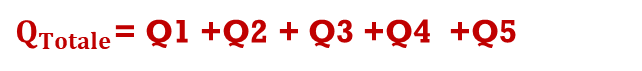 QTotale = Q1 +Q2 + Q3 +Q4 +Q5